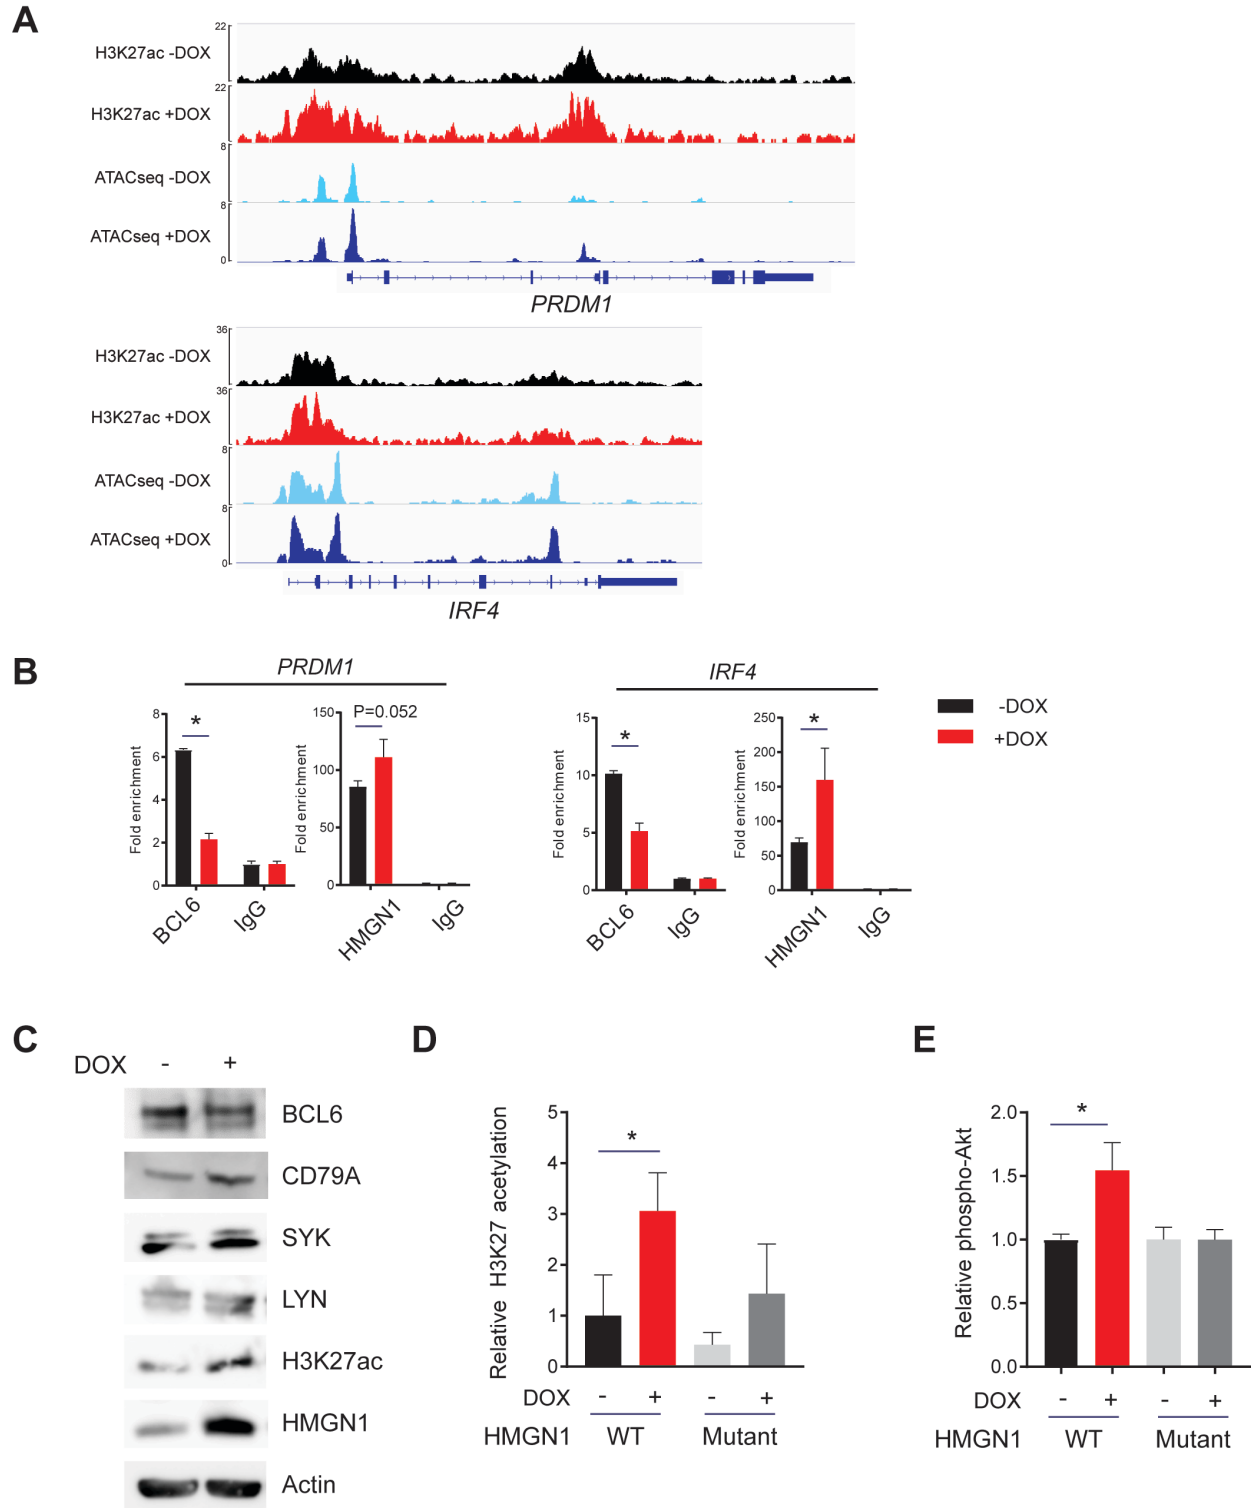 A
22
H3K27ac -DOX
22
H3K27ac +DOX
8
ATACseq -DOX
8
ATACseq +DOX
0
PRDM1
36
H3K27ac -DOX
36
H3K27ac +DOX
8
ATACseq -DOX
8
ATACseq +DOX
0
IRF4
B
PRDM1
8
6
4
2
0
Fold enrichment
*
BCL6
IgG
150
100
50
0
Fold enrichment
P=0.052
HMGN1
IgG
IRF4
15
10
5
0
Fold enrichment
*
BCL6
IgG
250
200
150
100
50
0
Fold enrichment
*
HMGN1
IgG
-DOX
+DOX
C
DOX - +
BCL6
CD79A
SYK
LYN
H3K27ac
HMGN1
Actin
D
Relative H3K27 acetylation
5
4
3
2
1
0
*
DOX - + - +
HMGN1 WT Mutant
E
Relative phospho-Akt
2.0
1.5
1.0
0.5
0.0
*
DOX - + - +
HMGN1 WT Mutant